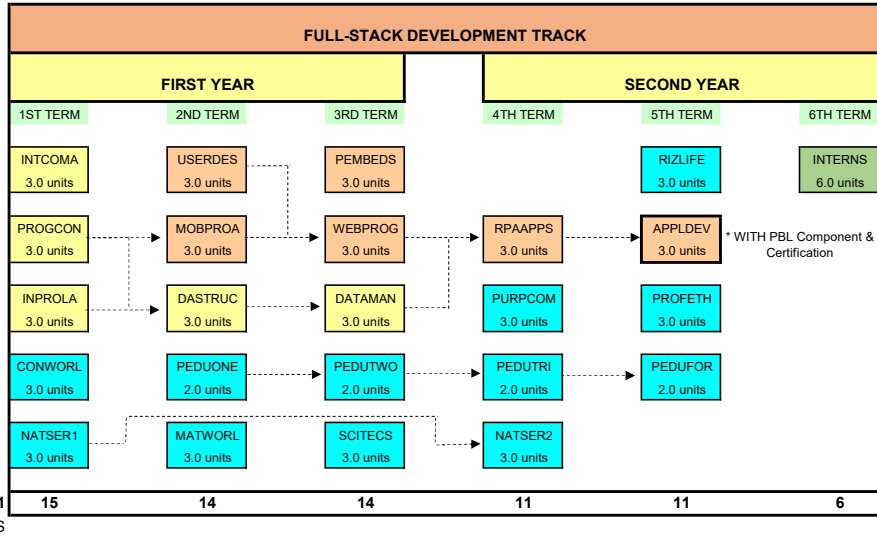 FULL-STACK DEVELOPMENT TRACK
FIRST YEAR SECOND YEAR
1ST TERM 2ND TERM 3RD TERM 4TH TERM 5TH TERM 6TH TERM
INTCOMA USERDES PEMBEDS RIZLIFE INTERNS
3.0 units 3.0 units 3.0 units 3.0 units 6.0 units
PROGCON MOBPROA WEBPROG RPAAPPS APPLDEV * WITH PBL Component &
3.0 units 3.0 units 3.0 units 3.0 units 3.0 units Certification
INPROLA DASTRUC DATAMAN PURPCOM PROFETH
3.0 units 3.0 units 3.0 units 3.0 units 3.0 units
CONWORL PEDUONE PEDUTWO PEDUTRI PEDUFOR
3.0 units 2.0 units 2.0 units 2.0 units 2.0 units
NATSER1 MATWORL SCITECS NATSER2
3.0 units 3.0 units 3.0 units 3.0 units
15 14 14 11 11 6
S